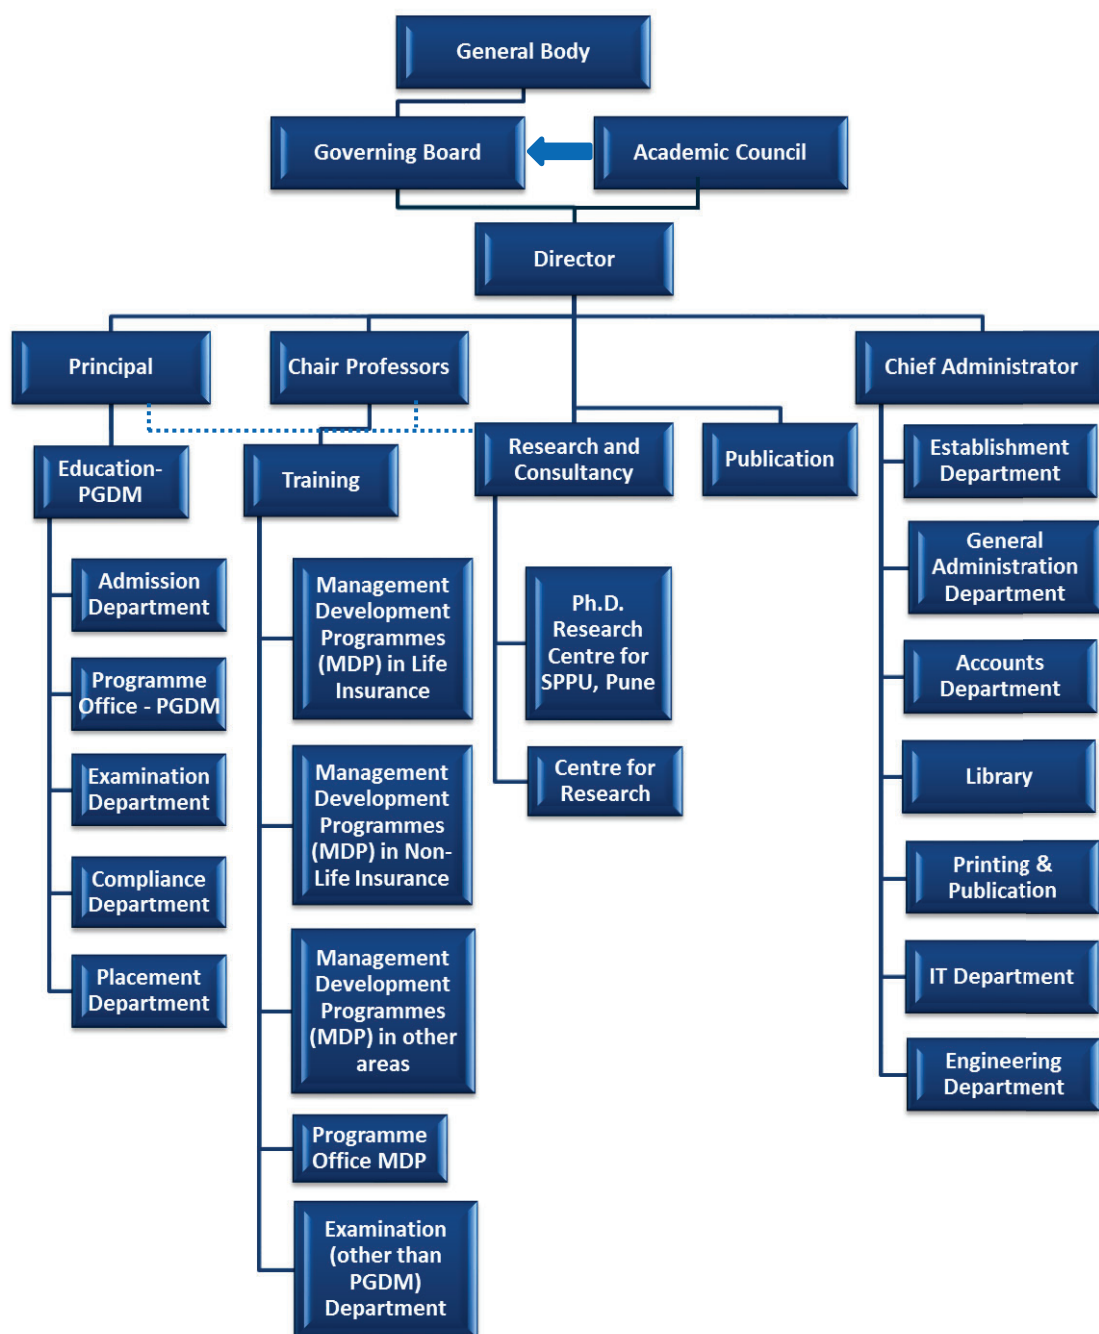 General Body
Governing Board
Academic Council
Director
Principal
Chair Professors
Chief Administrator
Education-
PGDM
Training
Research and
Consultancy
Publication
Admission
Department
Programme
Office - PGDM
Examination
Department
Compliance
Department
Placement
Department
Management
Development
Programmes
(MDP) in Life
Insurance
Management
Development
Programmes
(MDP) in Non-
Life Insurance
Management
Development
Programmes
(MDP) in other
areas
Programme
Office MDP
Examination
(other than
PGDM)
Department
Ph.D.
Research
Centre for
SPPU, Pune
Centre for
Research
Establishment
Department
General
Administration
Department
Accounts
Department
Library
Printing &
Publication
IT Department
Engineering
Department